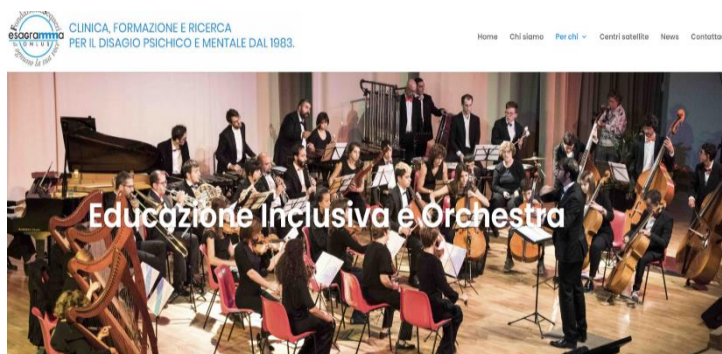 esagramma
ONLUS
CLINICA, FORMAZIONE E RICERCA
PER IL DISAGIO PSICHICO E MENTALE DAL 1983.
Home Chi siamo Per chi Centri satellite News Contatta
Educazione Inclusiva e Orchestra